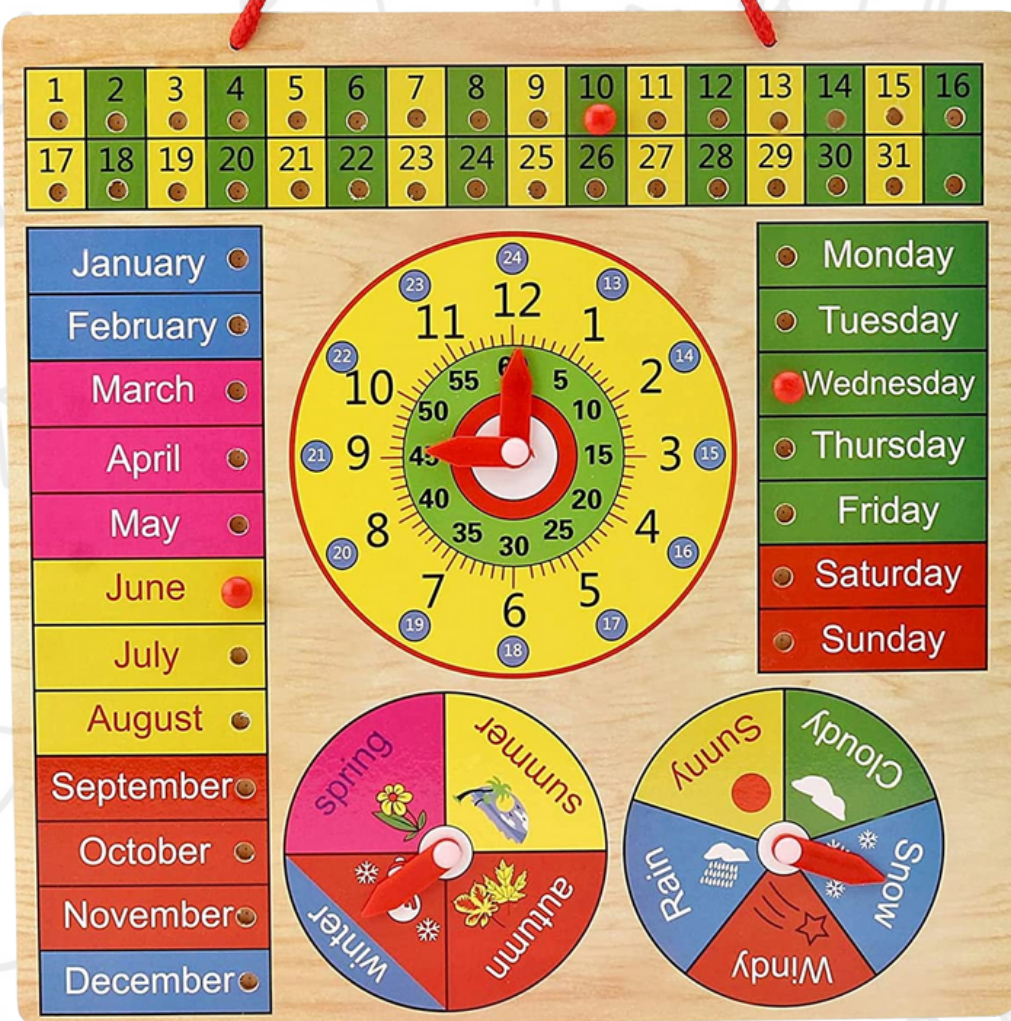 1 2 3 4 5 6 7 8 9 10 11 12 13 14 15 16
17 18 19 20 21 22 23 24 25 26 27 28 29 30 31
January
February
March
April
May
June
July
August
September
October
November
December
24
13
14
15
16
17
18
19
20
21
22
23
12
1
2
3
4
5
6
7
8
9
10
11
5
10
15
20
25
30
35
40
45
50
55
Monday
Tuesday
Wednesday
Thursday
Friday
Saturday
Sunday
spring
summer
autumn
winter
Sunny
Cloudy
Snow
Windy
Rain